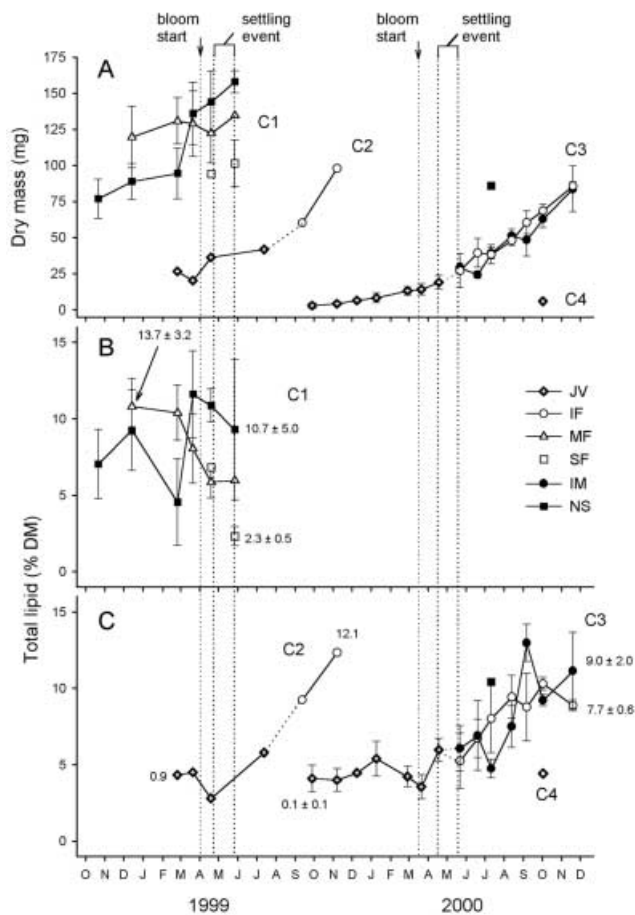 bloom start
settling event
bloom start
settling event
A
175
150
125
100
75
50
25
0
Dry mass (mg)
C1
C2
C3
C4
B
15
10
5
0
13.7 ± 3.2
C1
10.7 ± 5.0
2.3 ± 0.5
JV
IF
MF
SF
IM
NS
Total lipid (% DM)
C
15
10
5
0
C2
12.1
0.9
0.1 ± 0.1
C3
9.0 ± 2.0
7.7 ± 0.6
C4
O N D J F M A M J J A S O N D J F M A M J J A S O N D
1999 2000